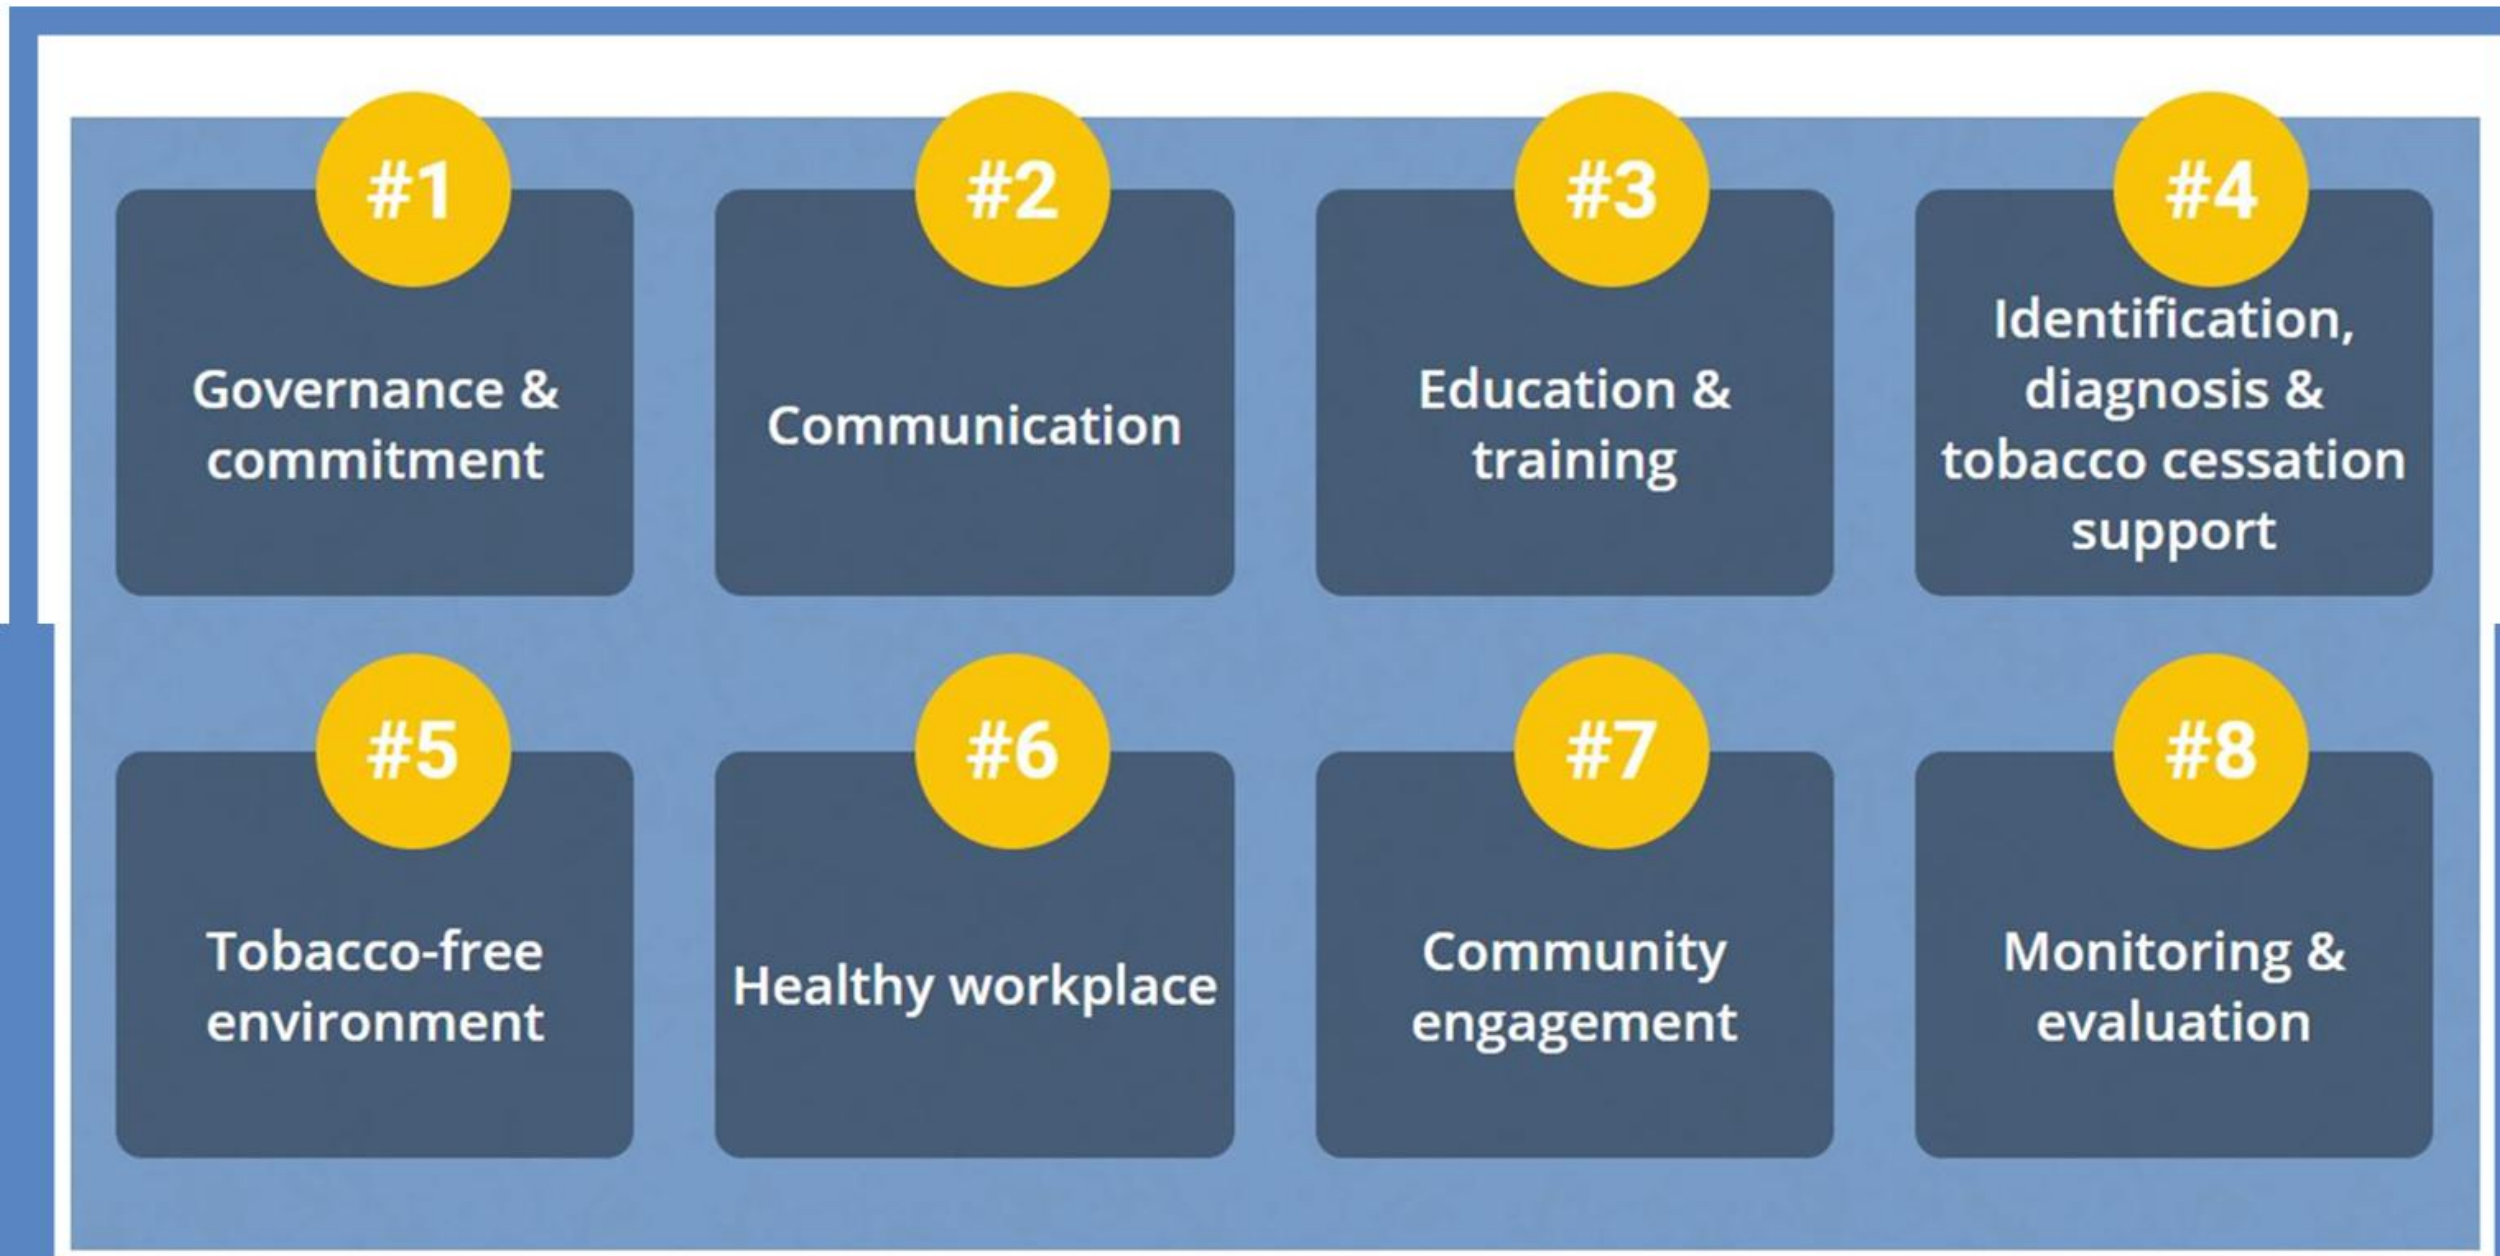 #1
Governance &
commitment
#2
Communication
#3
Education &
training
#4
Identification,
diagnosis &
tobacco cessation
support
#5
Tobacco-free
environment
#6
Healthy workplace
#7
Community
engagement
#8
Monitoring &
evaluation